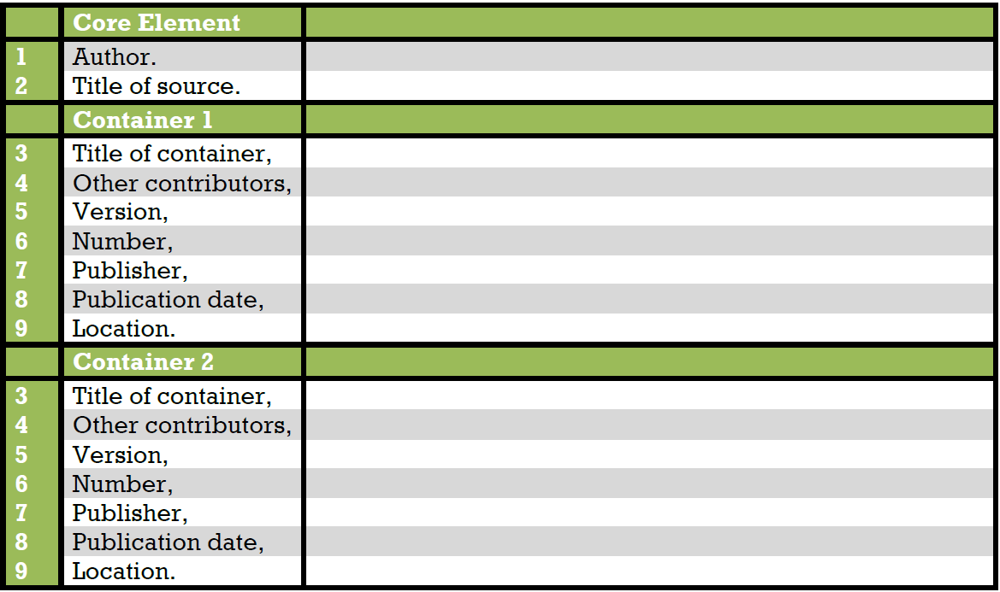 Core Element
1 Author.
2 Title of source.
Container 1
3 Title of container,
4 Other contributors,
5 Version,
6 Number,
7 Publisher,
8 Publication date,
9 Location.
Container 2
3 Title of container,
4 Other contributors,
5 Version,
6 Number,
7 Publisher,
8 Publication date,
9 Location.